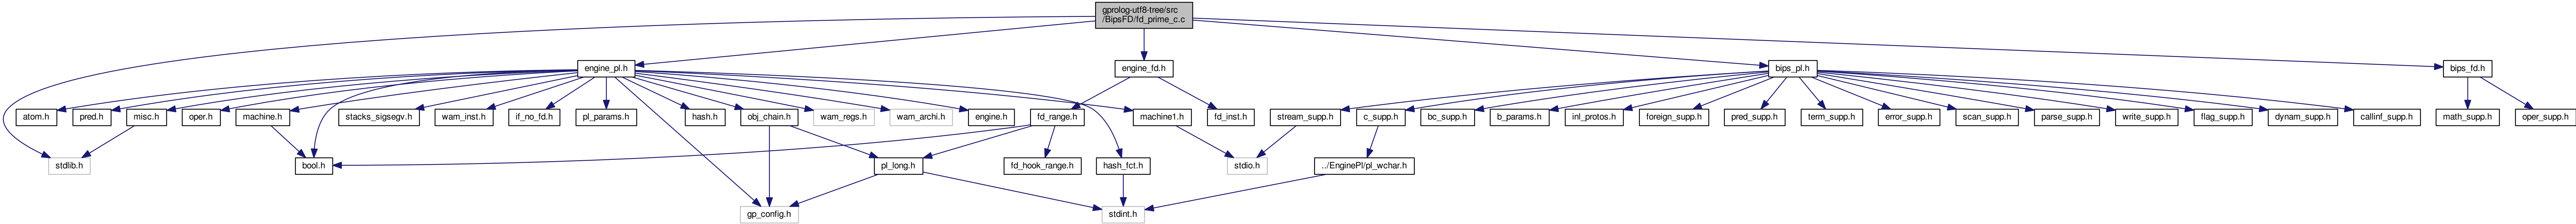 gprolog-utf8-tree/src
/BipsFD/fd_prime_c.c
engine_pl.h
engine_fd.h
bips_pl.h
bips_fd.h
atom.h
pred.h
misc.h
oper.h
machine.h
stacks_sigsegv.h
wam_inst.h
if_no_fd.h
pl_params.h
hash.h
obj_chain.h
wam_regs.h
wam_archi.h
engine.h
fd_range.h
machine1.h
fd_inst.h
stream_supp.h
c_supp.h
bc_supp.h
b_params.h
inl_protos.h
foreign_supp.h
pred_supp.h
term_supp.h
error_supp.h
scan_supp.h
parse_supp.h
write_supp.h
flag_supp.h
dynam_supp.h
callinf_supp.h
math_supp.h
oper_supp.h
stdlib.h
bool.h
pl_long.h
fd_hook_range.h
hash_fct.h
stdio.h
../EnginePl/pl_wchar.h
gp_config.h
stdint.h